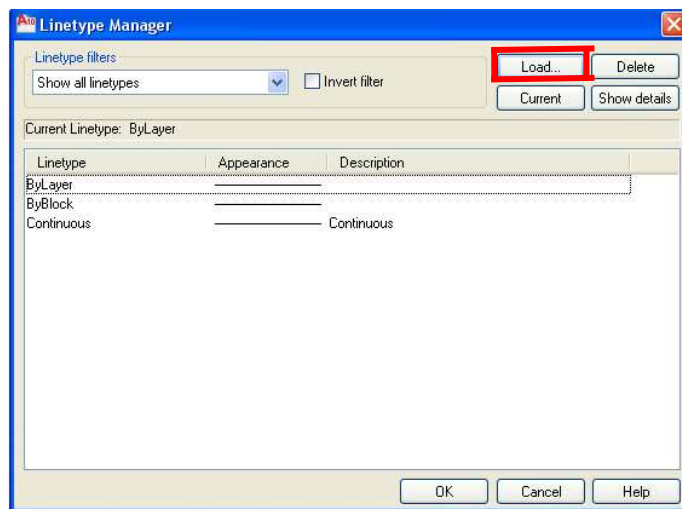 A10 Linetype Manager
Linetype filters
Show all linetypes
Invert filter
Load...
Delete
Current
Show details
Current Linetype: ByLayer
Linetype Appearance Description
ByLayer
ByBlock
Continuous Continuous
OK Cancel Help